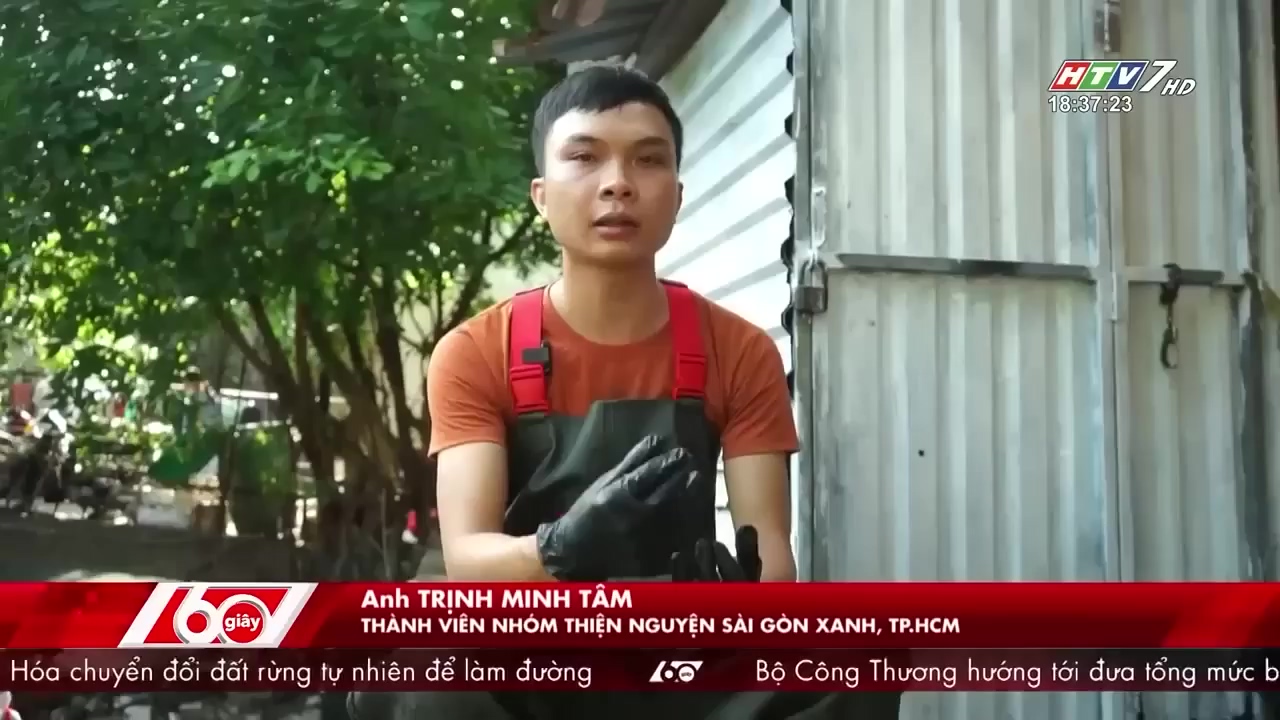 HTV7 HD
18:37:23
60 giây
Anh TRỊNH MINH TÂM
THÀNH VIÊN NHÓM THIỆN NGUYỆN SÀI GÒN XANH, TP.HCM
Hóa chuyển đổi đất rừng tự nhiên để làm đường
60 giây
Bộ Công Thương hướng tới đưa tổng mức b